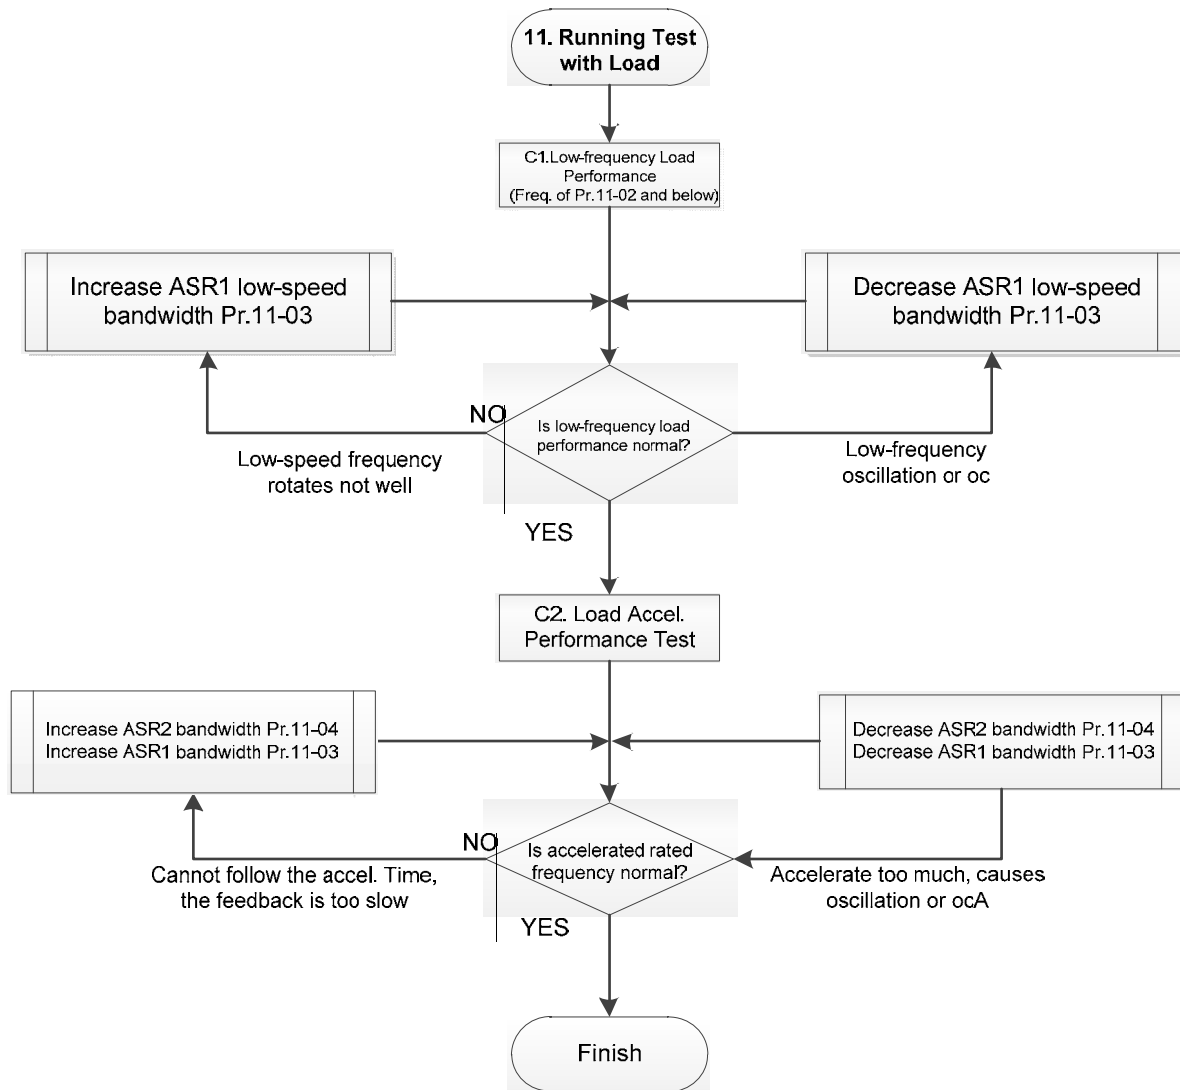 11. Running Test
with Load
C1.Low-frequency Load
Performance
(Freq. of Pr.11-02 and below)
Increase ASR1 low-speed
bandwidth Pr.11-03
Decrease ASR1 low-speed
bandwidth Pr.11-03
NO
Is low-frequency load
performance normal?
Low-speed frequency
rotates not well
Low-frequency
oscillation or oc
YES
C2. Load Accel.
Performance Test
Increase ASR2 bandwidth Pr.11-04
Increase ASR1 bandwidth Pr.11-03
Decrease ASR2 bandwidth Pr.11-04
Decrease ASR1 bandwidth Pr.11-03
NO
Is accelerated rated
frequency normal?
Cannot follow the accel. Time,
the feedback is too slow
Accelerate too much, causes
oscillation or ocA
YES
Finish